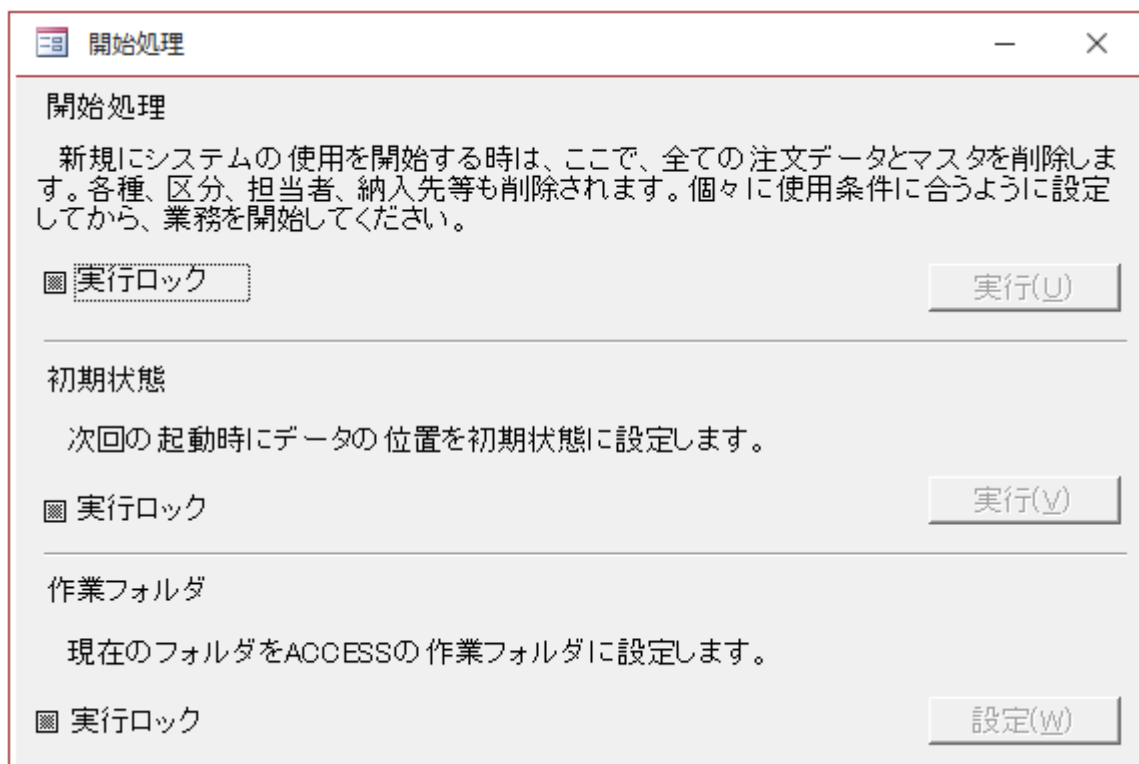 開始処理
開始処理
新規にシステムの使用を開始する時は、ここで、全ての注文データとマスタを削除しま
す。各種、区分、担当者、納入先等も削除されます。個々に使用条件に合うように設定
してから、業務を開始してください。
実行ロック
実行(U)
初期状態
次回の起動時にデータの位置を初期状態に設定します。
実行ロック
実行(V)
作業フォルダ
現在のフォルダをACCESSの作業フォルダに設定します。
実行ロック
設定(W)